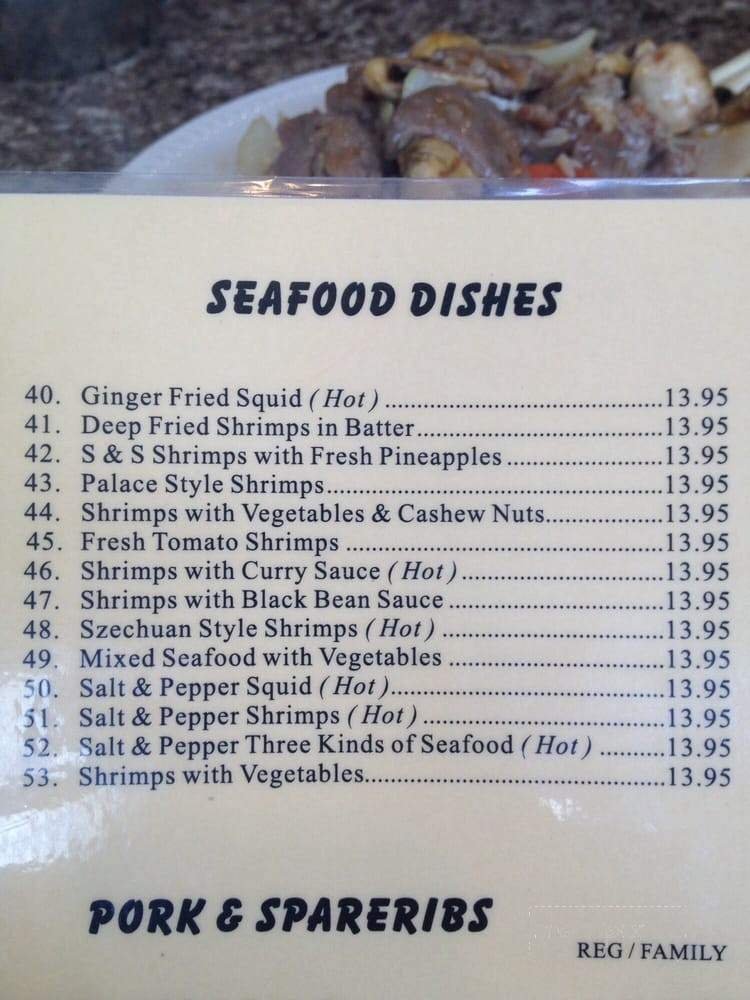 SEAFOOD DISHES
40. Ginger Fried Squid (Hot) ........................................13.95
41. Deep Fried Shrimps in Batter...................................13.95
42. S & S Shrimps with Fresh Pineapples ......................13.95
43. Palace Style Shrimps................................................13.95
44. Shrimps with Vegetables & Cashew Nuts.................13.95
45. Fresh Tomato Shrimps .............................................13.95
46. Shrimps with Curry Sauce (Hot).............................13.95
47. Shrimps with Black Bean Sauce ..............................13.95
48. Szechuan Style Shrimps (Hot) ...............................13.95
49. Mixed Seafood with Vegetables ..............................13.95
50. Salt & Pepper Squid (Hot).......................................13.95
51. Salt & Pepper Shrimps (Hot) ..................................13.95
52. Salt & Pepper Three Kinds of Seafood (Hot) .........13.95
53. Shrimps with Vegetables..........................................13.95
PORK & SPARERIBS
REG / FAMILY